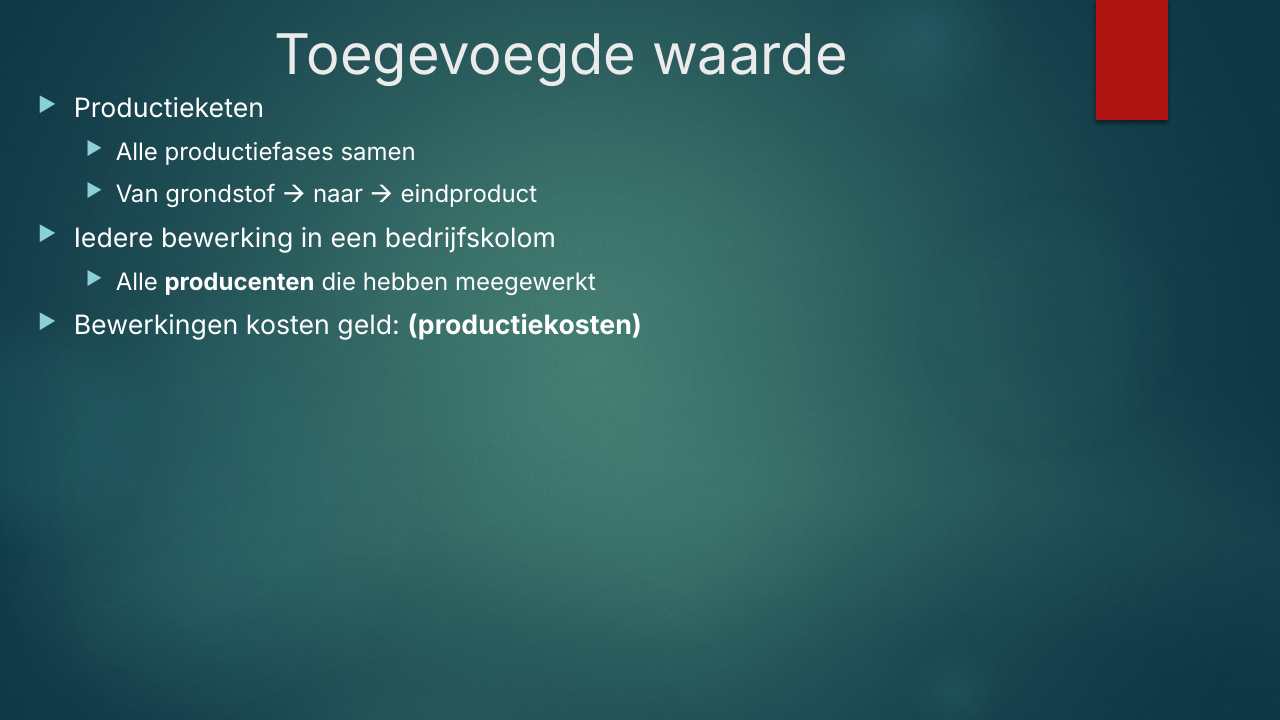 Toegevoegde waarde
Productieketen
Alle productiefases samen
Van grondstof → naar → eindproduct
Iedere bewerking in een bedrijfskolom
Alle producenten die hebben meegewerkt
Bewerkingen kosten geld: (productiekosten)